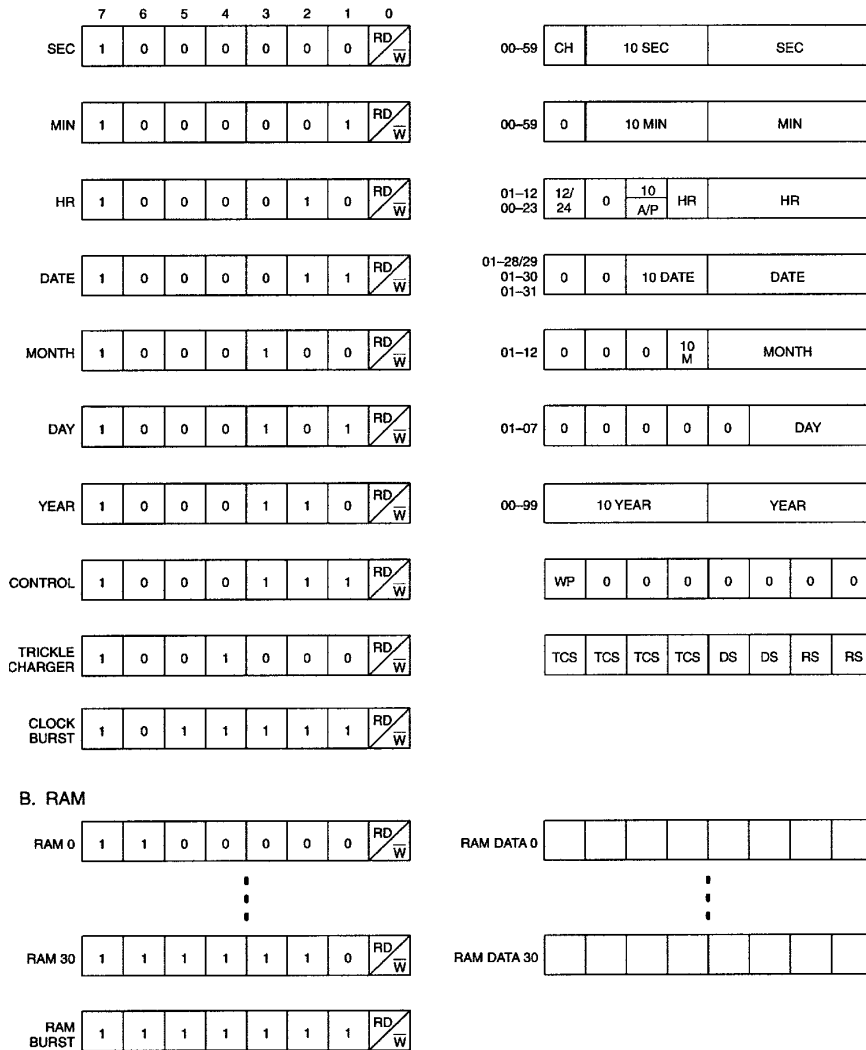 7 6 5 4 3 2 1 0
SEC 1 0 0 0 0 0 0 RD/W̅ 00–59 CH 10 SEC SEC
MIN 1 0 0 0 0 0 1 RD/W̅ 00–59 0 10 MIN MIN
HR 1 0 0 0 0 1 0 RD/W̅ 01–12 00–23 12/24 0 10 A/P HR HR
DATE 1 0 0 0 0 1 1 RD/W̅ 01–28/29 01–30 01–31 0 0 10 DATE DATE
MONTH 1 0 0 0 1 0 0 RD/W̅ 01–12 0 0 0 10 M MONTH
DAY 1 0 0 0 1 0 1 RD/W̅ 01–07 0 0 0 0 0 DAY
YEAR 1 0 0 0 1 1 0 RD/W̅ 00–99 10 YEAR YEAR
CONTROL 1 0 0 0 1 1 1 RD/W̅ WP 0 0 0 0 0 0 0
TRICKLE CHARGER 1 0 0 1 0 0 0 RD/W̅ TCS TCS TCS TCS DS DS RS RS
CLOCK BURST 1 0 1 1 1 1 1 RD/W̅
B. RAM
RAM 0 1 1 0 0 0 0 0 RD/W̅ RAM DATA 0
RAM 30 1 1 1 1 1 1 0 RD/W̅ RAM DATA 30
RAM BURST 1 1 1 1 1 1 1 RD/W̅